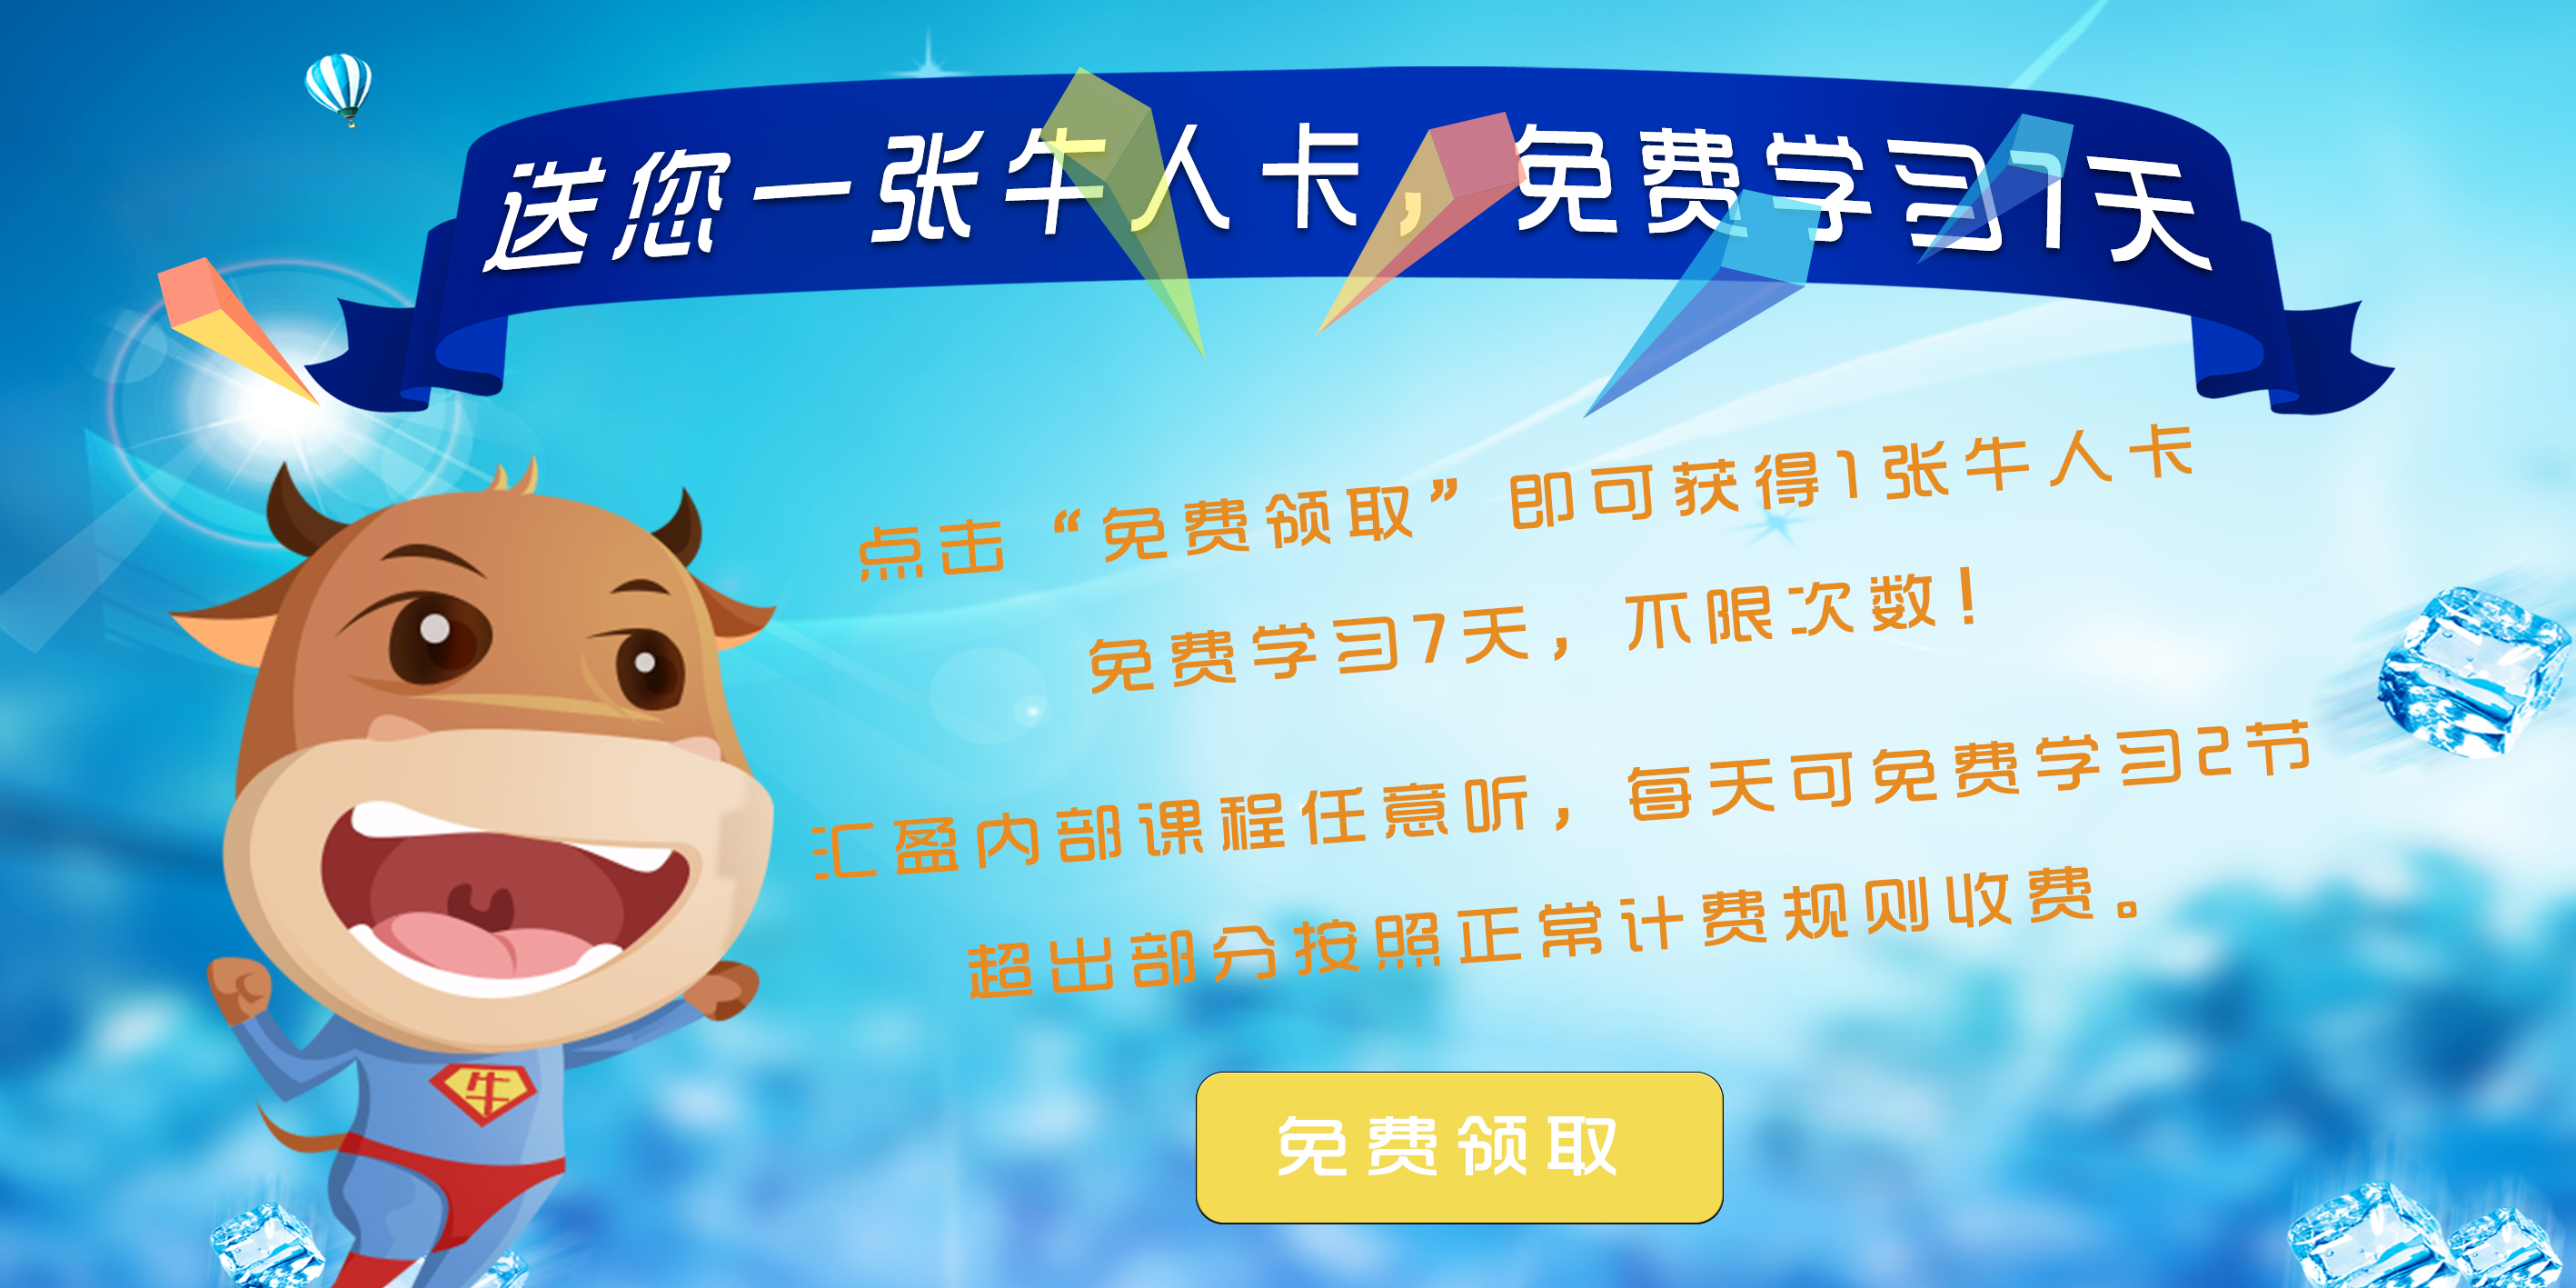 送您一张牛人卡，免费学习7天
点击“免费领取”即可获得1张牛人卡
免费学习7天，不限次数！
汇盈内部课程任意听，每天可免费学习2节
超出部分按照正常计费规则收费。
牛
免费领取